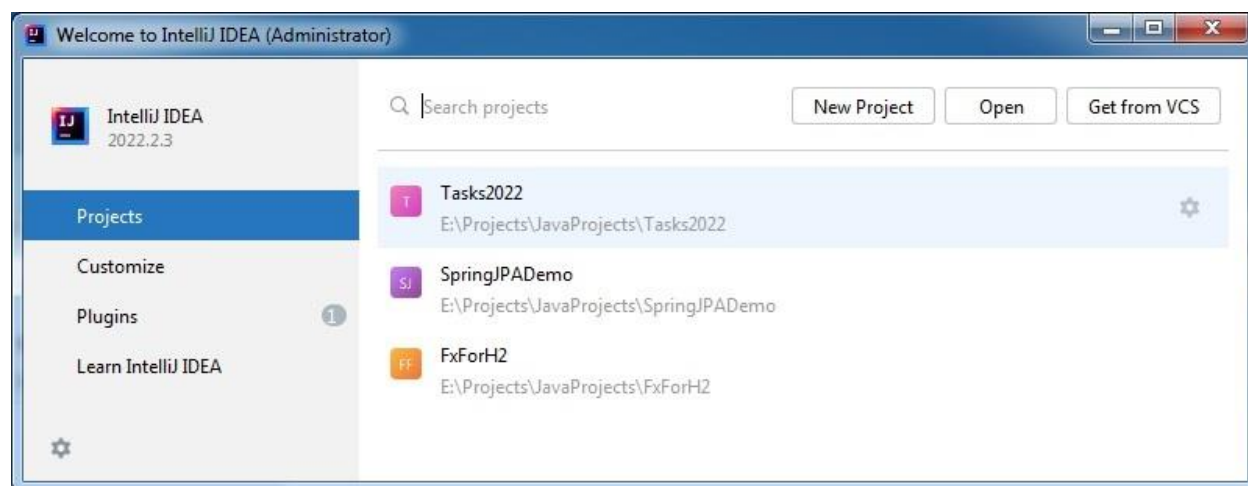 Welcome to IntelliJ IDEA (Administrator)
IJ
IntelliJ IDEA
2022.2.3
Search projects
New Project
Open
Get from VCS
Projects
Customize
Plugins
1
Learn IntelliJ IDEA
T
Tasks2022
E:\Projects\JavaProjects\Tasks2022
SJ
SpringJPADemo
E:\Projects\JavaProjects\SpringJPADemo
FF
FxForH2
E:\Projects\JavaProjects\FxForH2